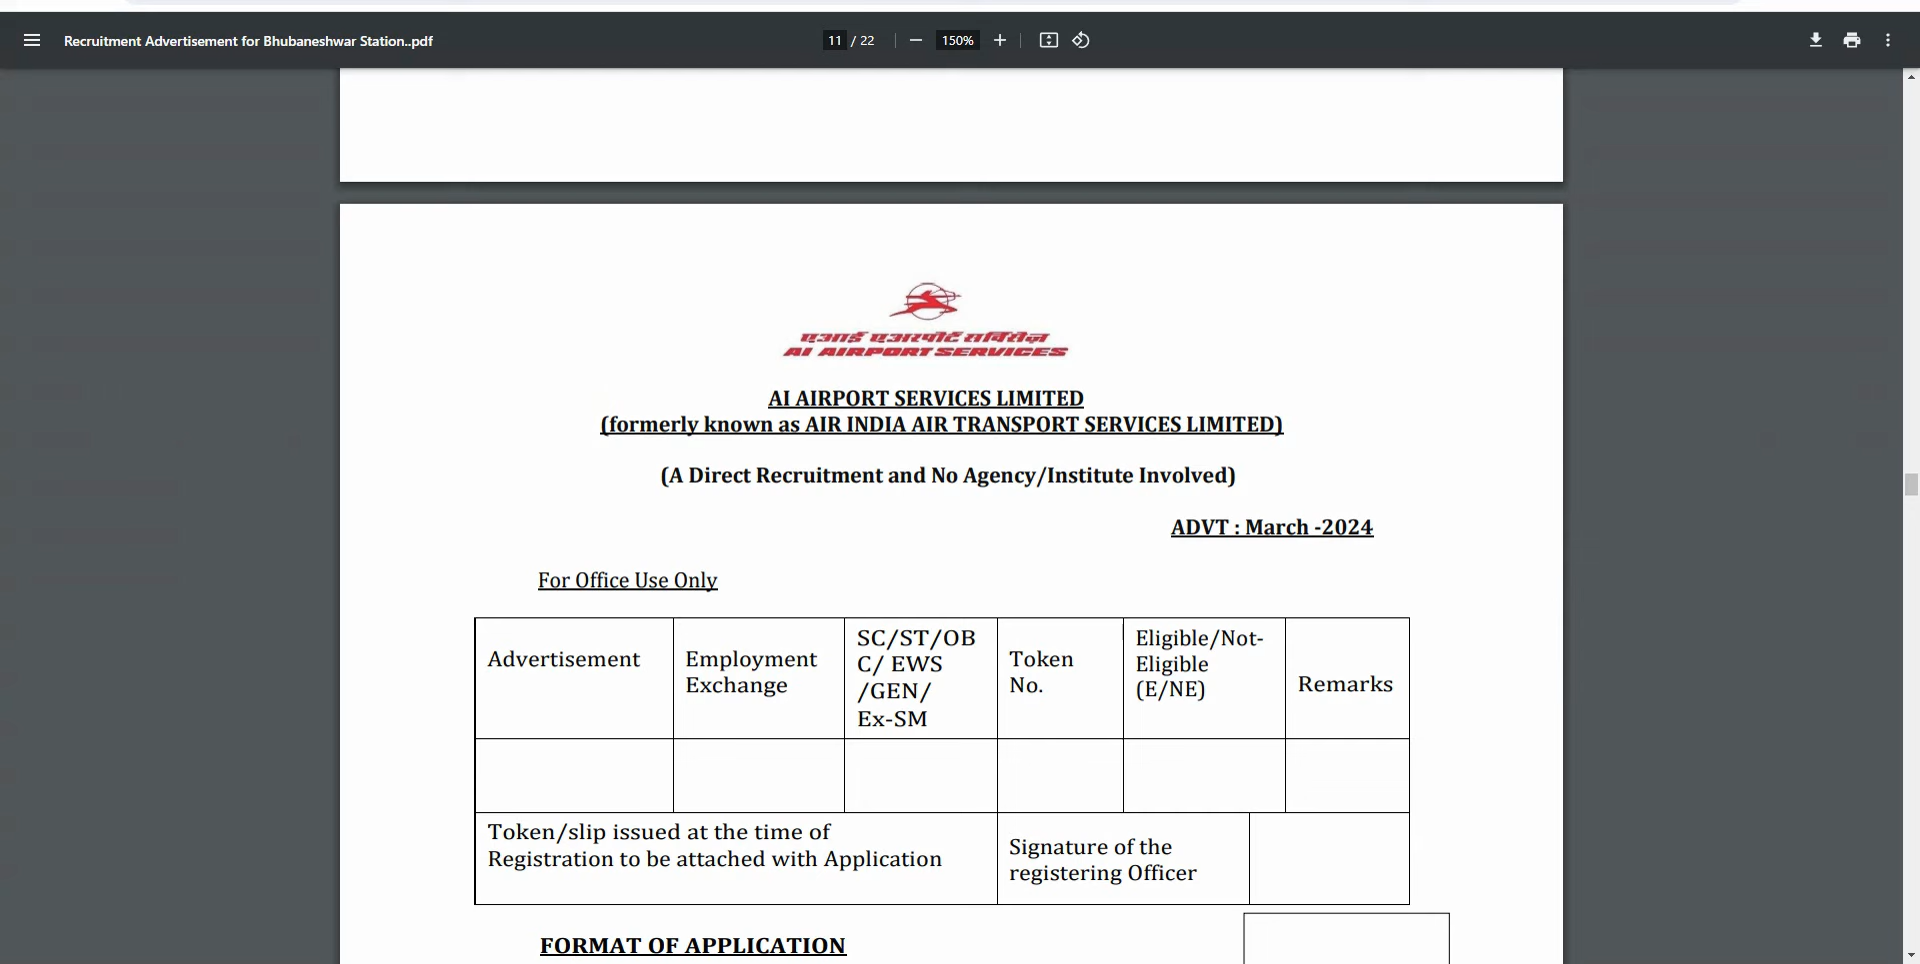 Recruitment Advertisement for Bhubaneshwar Station..pdf
11 / 22
150%
एआई एअरपोर्ट सर्विसेज़
AI AIRPORT SERVICES
AI AIRPORT SERVICES LIMITED
(formerly known as AIR INDIA AIR TRANSPORT SERVICES LIMITED)
(A Direct Recruitment and No Agency/Institute Involved)
ADVT : March -2024
For Office Use Only
Advertisement
Employment
Exchange
SC/ST/OB
C/ EWS
/GEN/
Ex-SM
Token
No.
Eligible/Not-
Eligible
(E/NE)
Remarks
Token/slip issued at the time of
Registration to be attached with Application
Signature of the
registering Officer
FORMAT OF APPLICATION